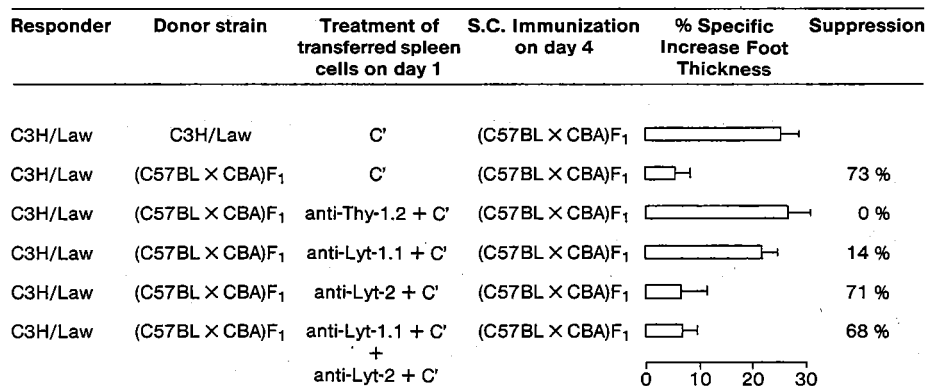 Responder Donor strain Treatment of transferred spleen cells on day 1 S.C. Immunization on day 4 % Specific Increase Foot Thickness Suppression
C3H/Law C3H/Law C' (C57BL × CBA)F₁
C3H/Law (C57BL × CBA)F₁ C' (C57BL × CBA)F₁ 73 %
C3H/Law (C57BL × CBA)F₁ anti-Thy-1.2 + C' (C57BL × CBA)F₁ 0 %
C3H/Law (C57BL × CBA)F₁ anti-Lyt-1.1 + C' (C57BL × CBA)F₁ 14 %
C3H/Law (C57BL × CBA)F₁ anti-Lyt-2 + C' (C57BL × CBA)F₁ 71 %
C3H/Law (C57BL × CBA)F₁ anti-Lyt-1.1 + C' (C57BL × CBA)F₁ 68 %
+
anti-Lyt-2 + C' 0 10 20 30